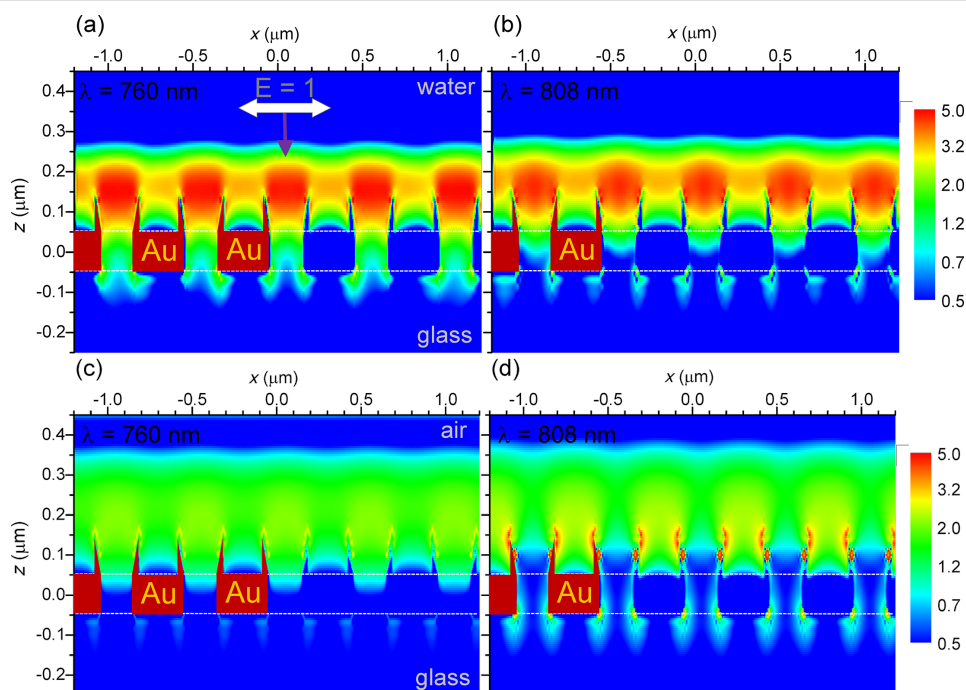 (a)
x (μm)
-1.0 -0.5 0.0 0.5 1.0
λ = 760 nm
E = 1
water
0.4
0.3
0.2
0.1
0.0
-0.1
-0.2
z (μm)
Au
Au
glass
(b)
x (μm)
-1.0 -0.5 0.0 0.5 1.0
λ = 808 nm
Au
5.0
3.2
2.0
1.2
0.7
0.5
(c)
x (μm)
-1.0 -0.5 0.0 0.5 1.0
λ = 760 nm
air
0.4
0.3
0.2
0.1
0.0
-0.1
-0.2
z (μm)
Au
Au
glass
(d)
x (μm)
-1.0 -0.5 0.0 0.5 1.0
λ = 808 nm
Au
5.0
3.2
2.0
1.2
0.7
0.5